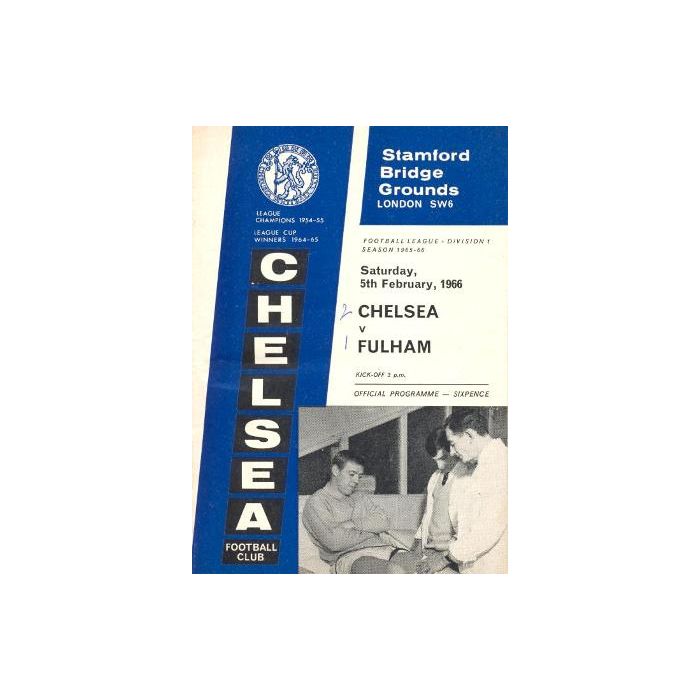 LEAGUE
CHAMPIONS 1954-55
LEAGUE CUP
WINNERS 1964-65
CHELSEA
FOOTBALL
CLUB
Stamford
Bridge
Grounds
LONDON SW6
FOOTBALL LEAGUE - DIVISION 1
SEASON 1965-66
Saturday,
5th February, 1966
2 CHELSEA
v
1 FULHAM
KICK-OFF 3 p.m.
OFFICIAL PROGRAMME — SIXPENCE